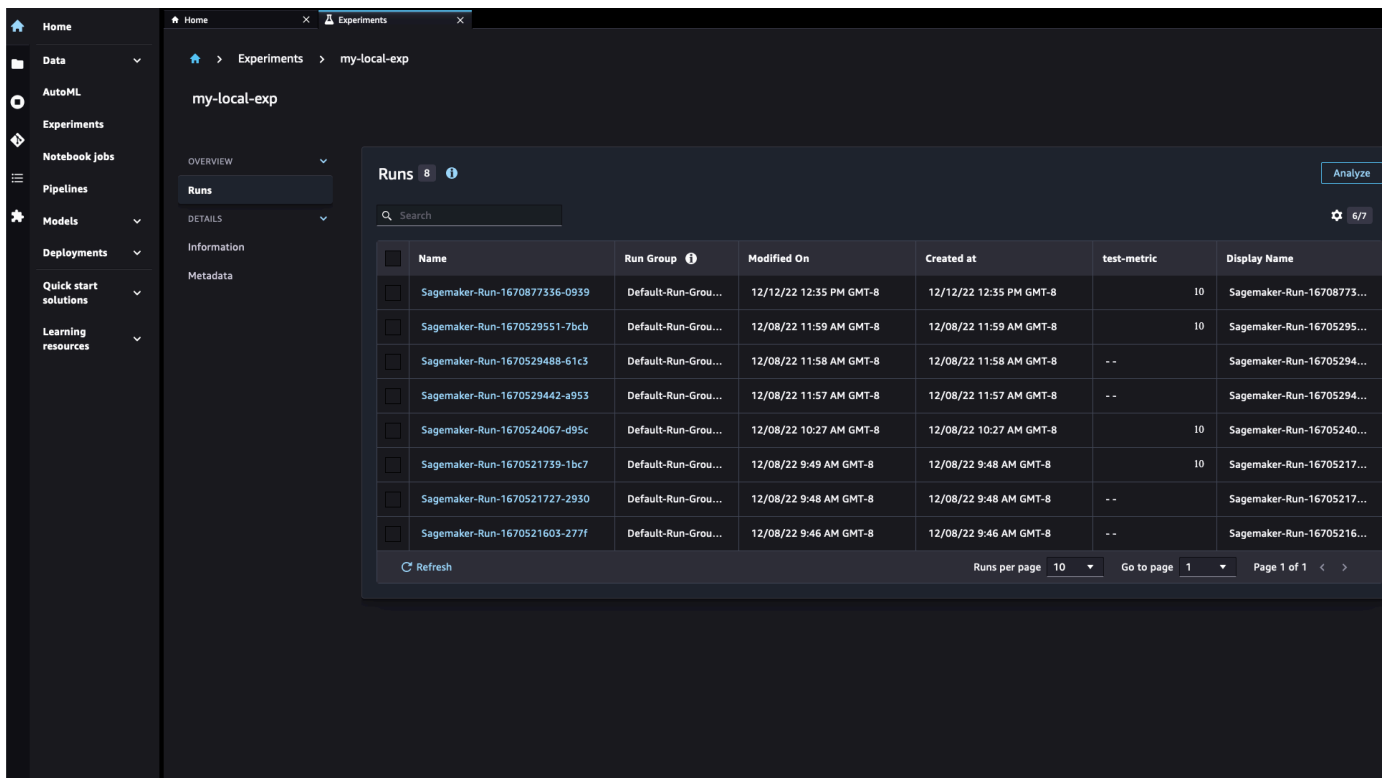 Home
Data
AutoML
Experiments
Notebook jobs
Pipelines
Models
Deployments
Quick start
solutions
Learning
resources
Home × Experiments ×
> Experiments > my-local-exp
my-local-exp
OVERVIEW
Runs
DETAILS
Information
Metadata
Runs 8
Analyze
Search
6/7
Name Run Group Modified On Created at test-metric Display Name
Sagemaker-Run-1670877336-0939 Default-Run-Grou... 12/12/22 12:35 PM GMT-8 12/12/22 12:35 PM GMT-8 10 Sagemaker-Run-16708773...
Sagemaker-Run-1670529551-7bcb Default-Run-Grou... 12/08/22 11:59 AM GMT-8 12/08/22 11:59 AM GMT-8 10 Sagemaker-Run-16705295...
Sagemaker-Run-1670529488-61c3 Default-Run-Grou... 12/08/22 11:58 AM GMT-8 12/08/22 11:58 AM GMT-8 -- Sagemaker-Run-16705294...
Sagemaker-Run-1670529442-a953 Default-Run-Grou... 12/08/22 11:57 AM GMT-8 12/08/22 11:57 AM GMT-8 -- Sagemaker-Run-16705294...
Sagemaker-Run-1670524067-d95c Default-Run-Grou... 12/08/22 10:27 AM GMT-8 12/08/22 10:27 AM GMT-8 10 Sagemaker-Run-16705240...
Sagemaker-Run-1670521739-1bc7 Default-Run-Grou... 12/08/22 9:49 AM GMT-8 12/08/22 9:48 AM GMT-8 10 Sagemaker-Run-16705217...
Sagemaker-Run-1670521727-2930 Default-Run-Grou... 12/08/22 9:48 AM GMT-8 12/08/22 9:48 AM GMT-8 -- Sagemaker-Run-16705217...
Sagemaker-Run-1670521603-277f Default-Run-Grou... 12/08/22 9:46 AM GMT-8 12/08/22 9:46 AM GMT-8 -- Sagemaker-Run-16705216...
Refresh Runs per page 10 Go to page 1 Page 1 of 1 < >